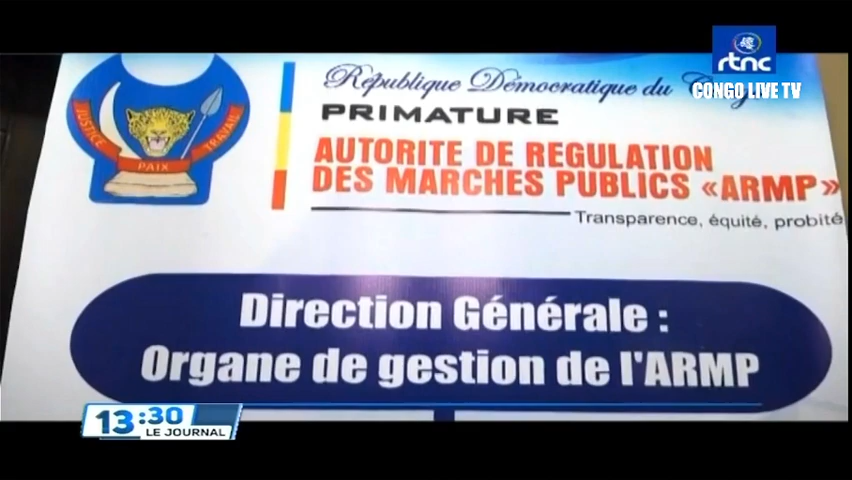 rtnc
CONGO LIVE TV
République Démocratique du
PRIMATURE
AUTORITE DE REGULATION
DES MARCHES PUBLICS «ARMP»
Transparence, équité, probité
JUSTICE PAIX TRAVAIL
Direction Générale :
Organe de gestion de l'ARMP
13:30
LE JOURNAL